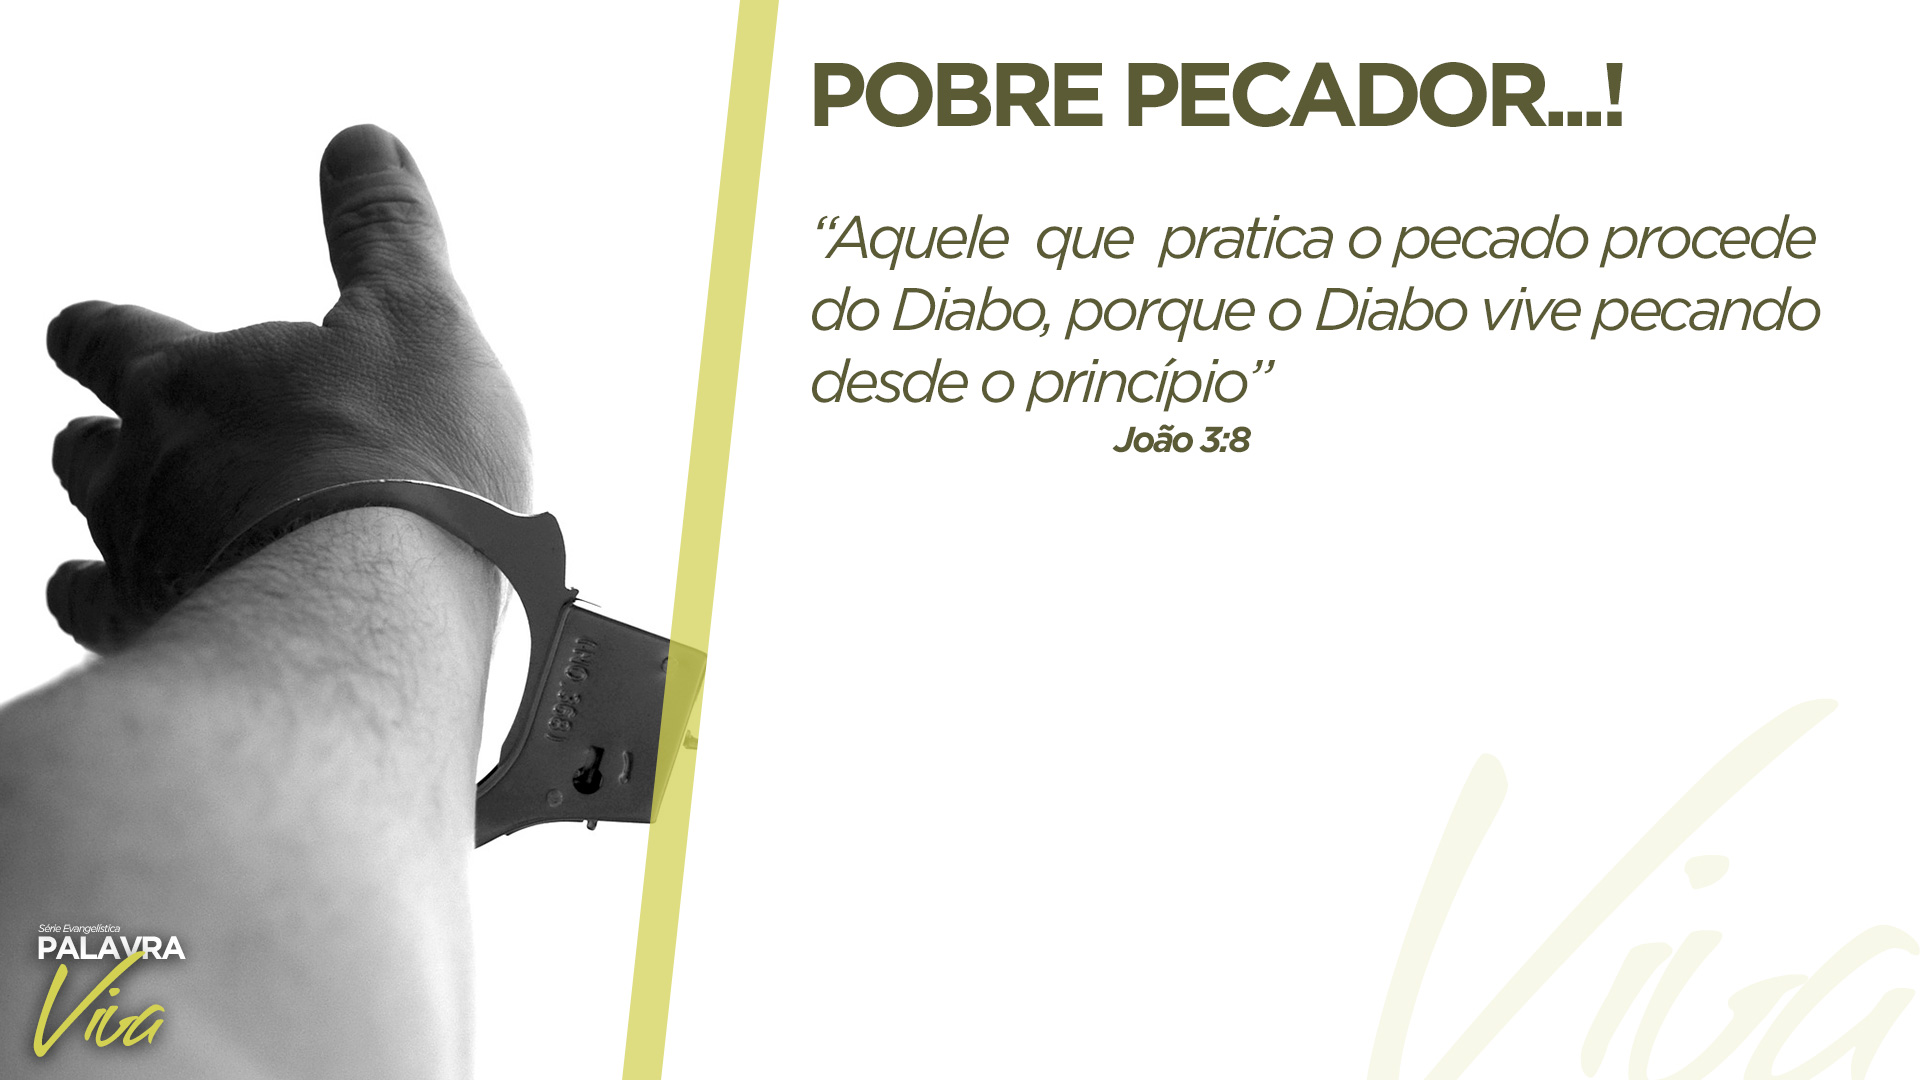 POBRE PECADOR...!
“Aquele que pratica o pecado procede
do Diabo, porque o Diabo vive pecando
desde o princípio”
João 3:8
Série Evangelística
PALAVRA
Viva
Viva